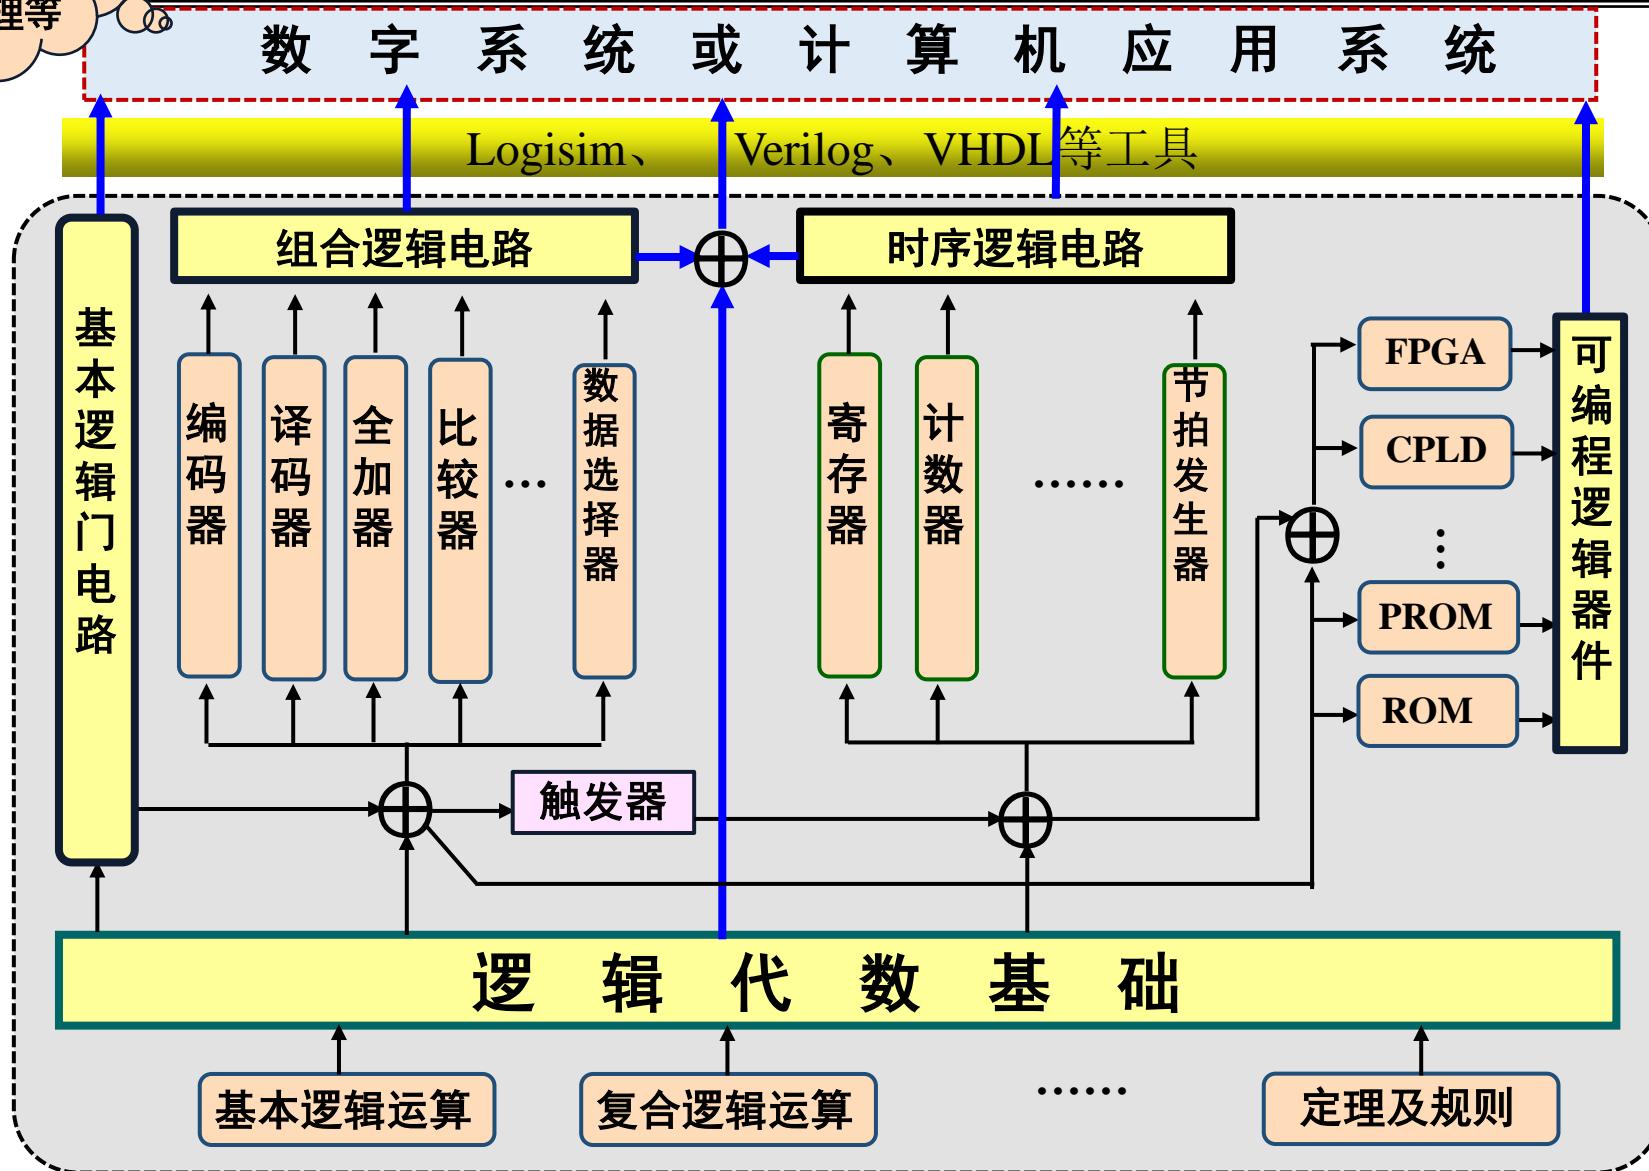 理等
数字系统或计算机应用系统
Logisim、 Verilog、VHDL等工具
组合逻辑电路
时序逻辑电路
基本逻辑门电路
编码器
译码器
全加器
比较器
…
数据选择器
寄存器
计数器
……
节拍发生器
FPGA
CPLD
⋮
PROM
ROM
可编程逻辑器件
触发器
逻辑代数基础
基本逻辑运算
复合逻辑运算
……
定理及规则